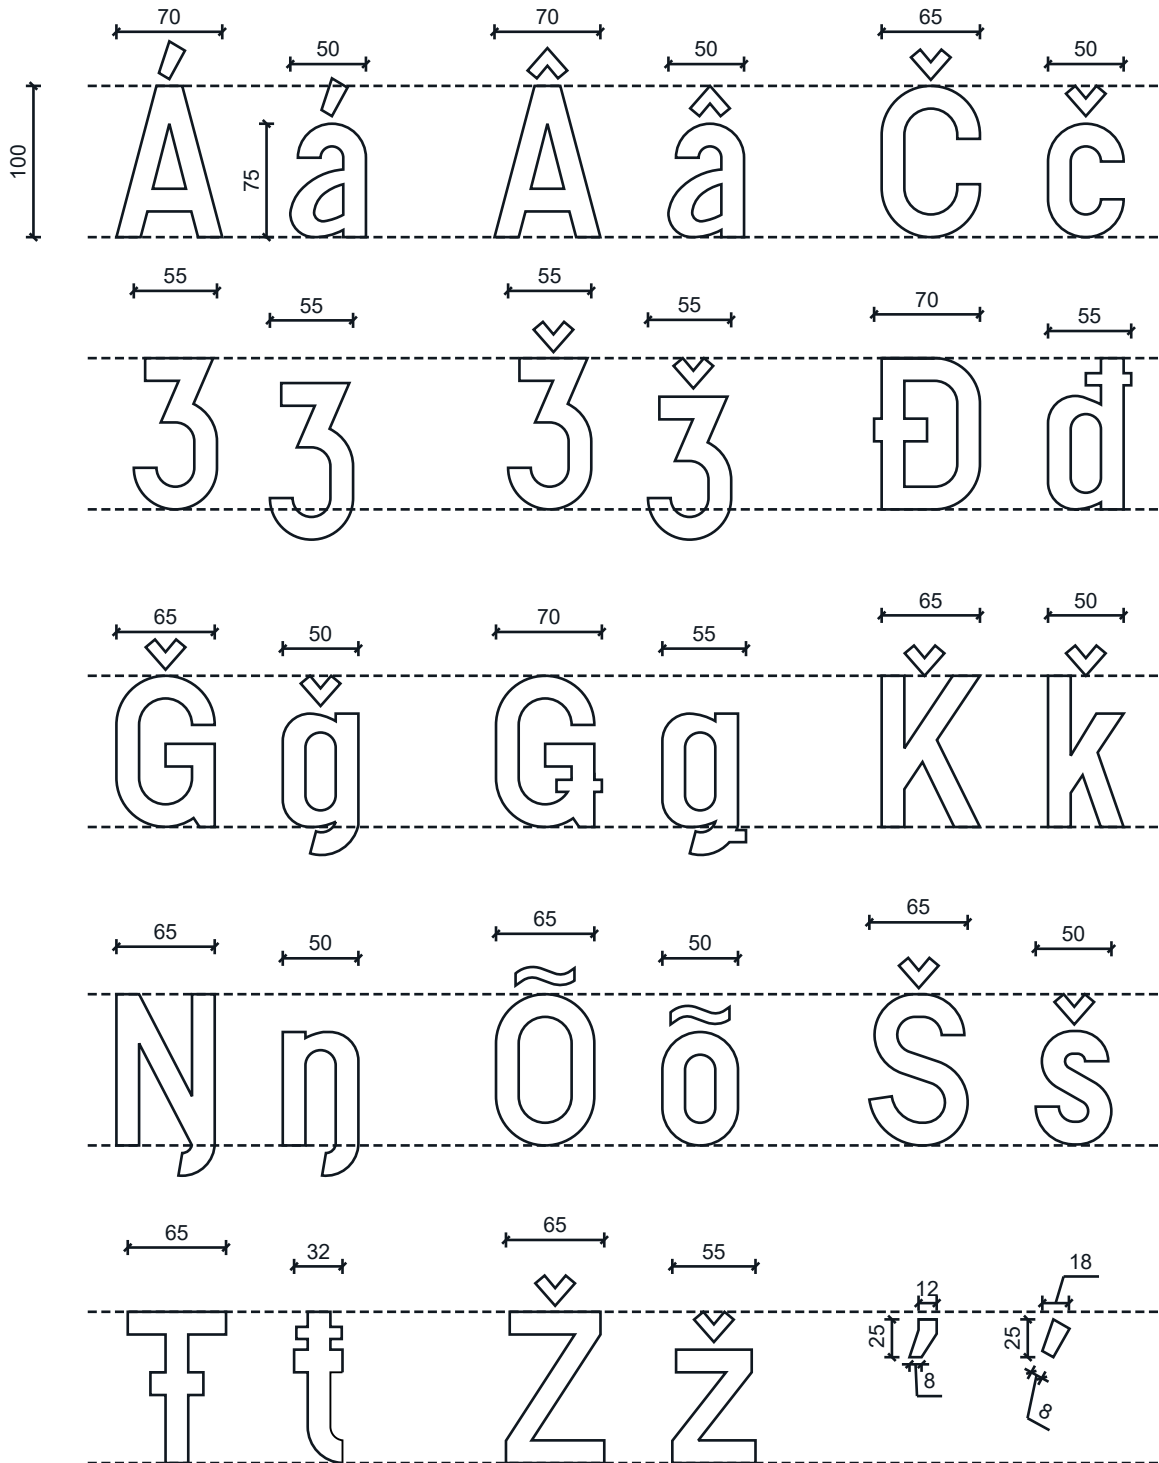 70 50 70 50 65 50
100 Á 75 á Â â Č č
55 55 55 55 70 55
Ʒ ʒ Ǯ ǯ Đ đ
65 50 70 55 65 50
Ǧ ǧ Ǥ ǥ Ǩ ǩ
65 50 65 50 65 50
Ŋ ŋ Õ õ Š š
65 32 65 55 12 18
Ŧ ŧ Ž ž 25 , 25 ׳
8 8